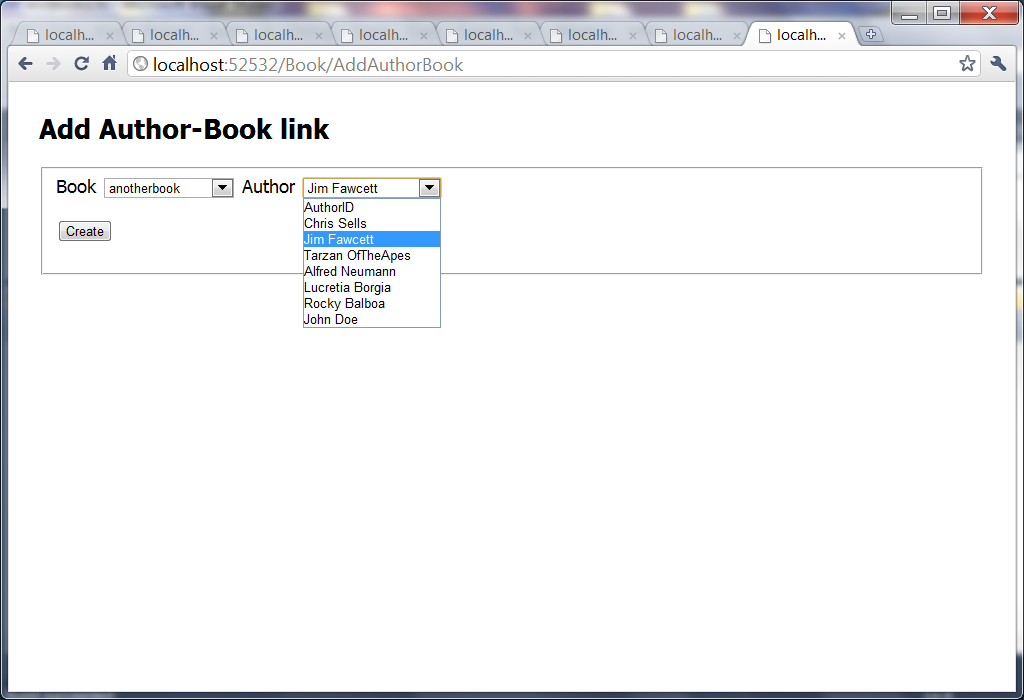 localh... localh... localh... localh... localh... localh... localh... localh...
localhost:52532/Book/AddAuthorBook
Add Author-Book link
Book anotherbook Author Jim Fawcett
AuthorID
Chris Sells
Create
Jim Fawcett
Tarzan OfTheApes
Alfred Neumann
Lucretia Borgia
Rocky Balboa
John Doe